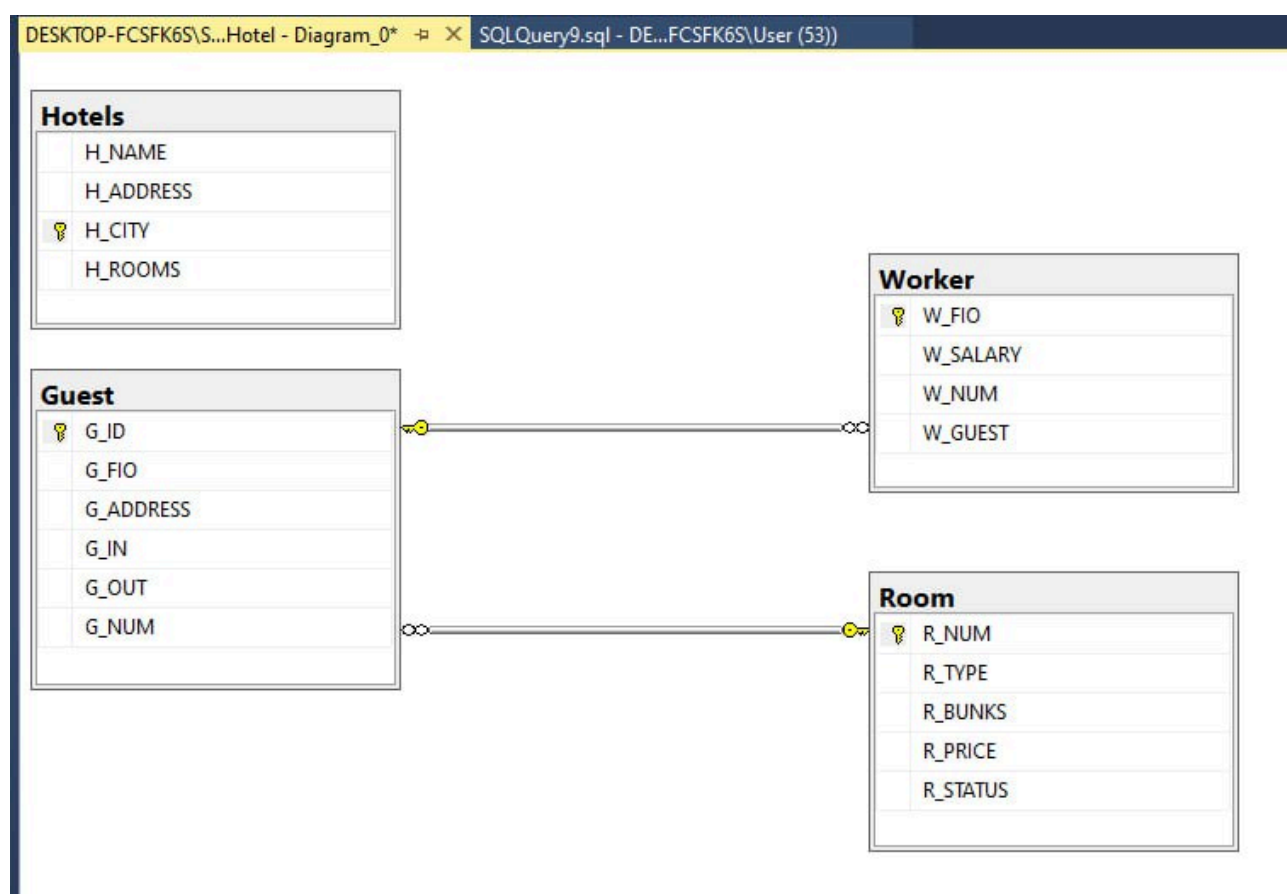 DESKTOP-FCSFK6S\S...Hotel - Diagram_0* SQLQuery9.sql - DE...FCSFK6S\User (53))
Hotels
H_NAME
H_ADDRESS
H_CITY
H_ROOMS
Guest
G_ID
G_FIO
G_ADDRESS
G_IN
G_OUT
G_NUM
Worker
W_FIO
W_SALARY
W_NUM
W_GUEST
Room
R_NUM
R_TYPE
R_BUNKS
R_PRICE
R_STATUS